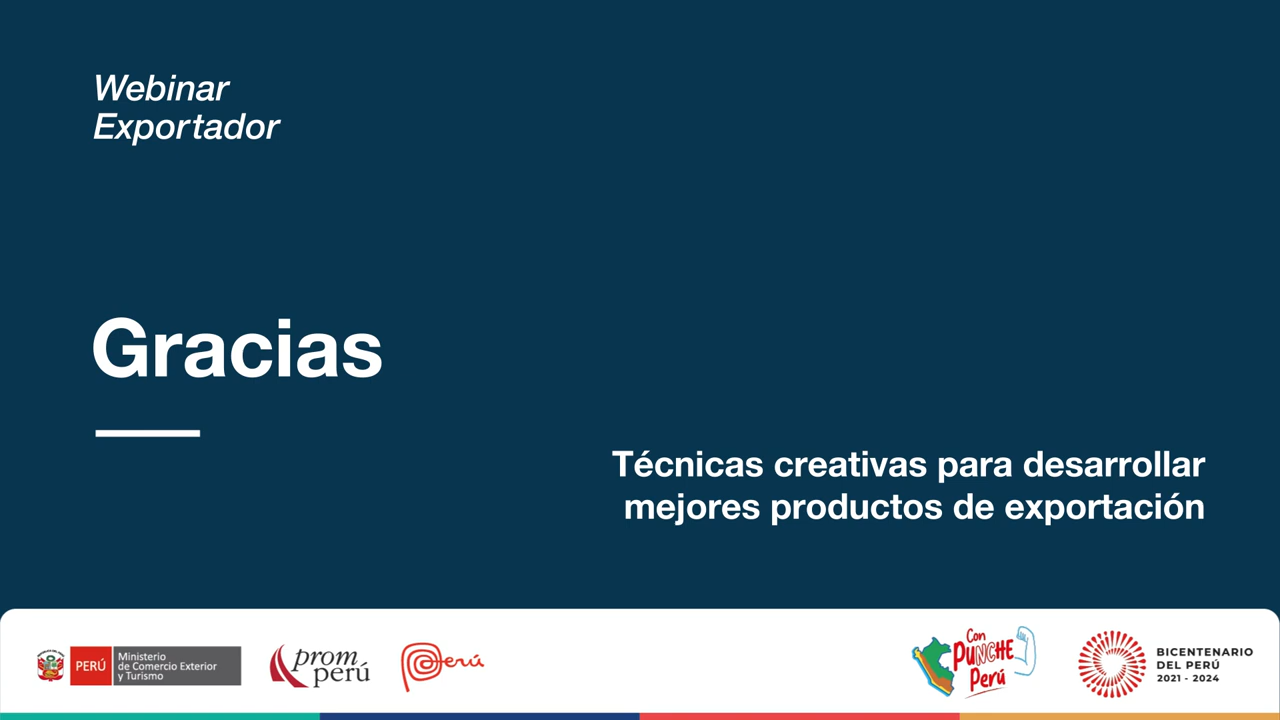 Webinar
Exportador
Gracias
Técnicas creativas para desarrollar
mejores productos de exportación
PERÚ
Ministerio
de Comercio Exterior
y Turismo
prom
perú
Perú
Con
PUNCHE
Perú
BICENTENARIO
DEL PERÚ
2021 - 2024